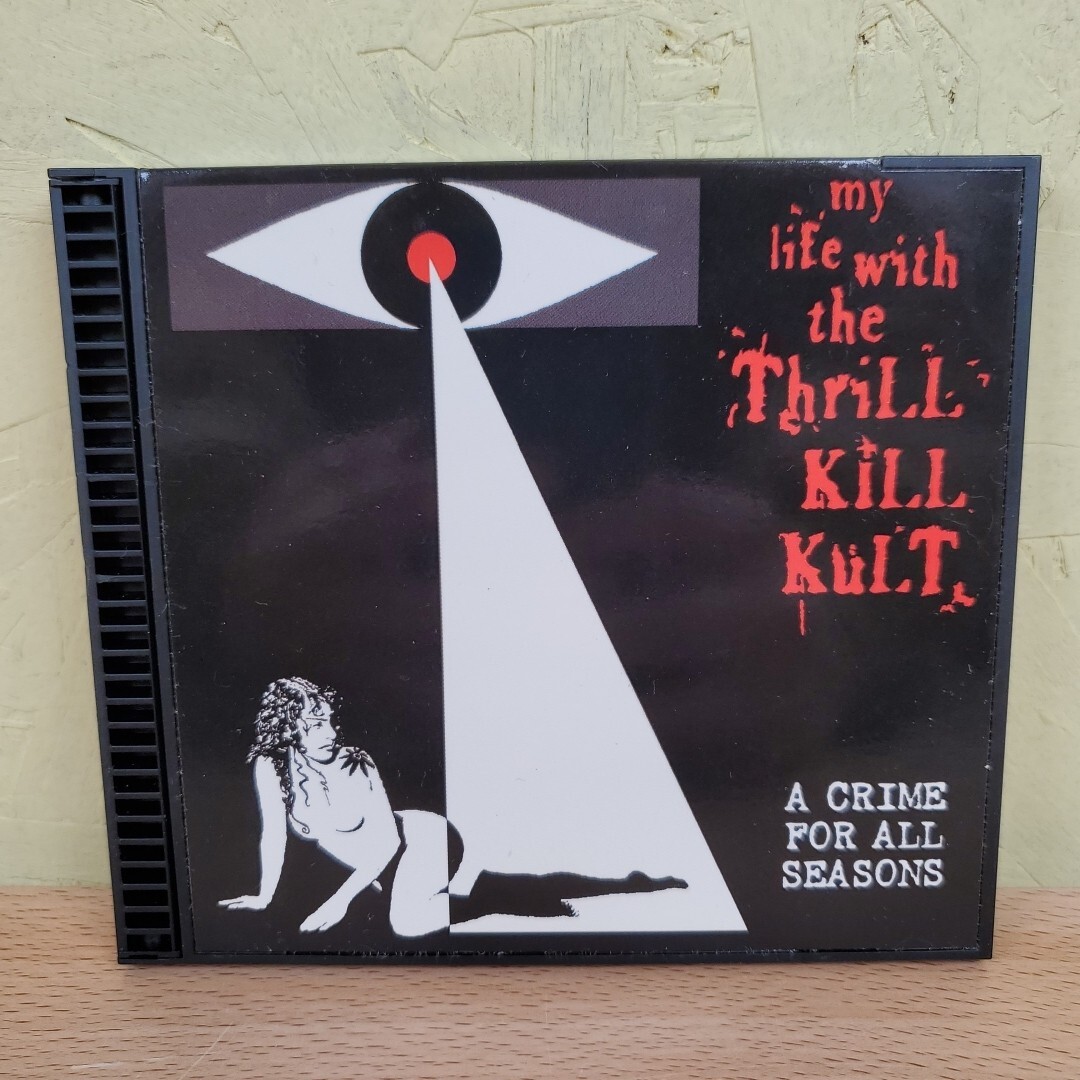 my
life with
the
ThriLL
KiLL
KuLT
A CRIME
FOR ALL
SEASONS